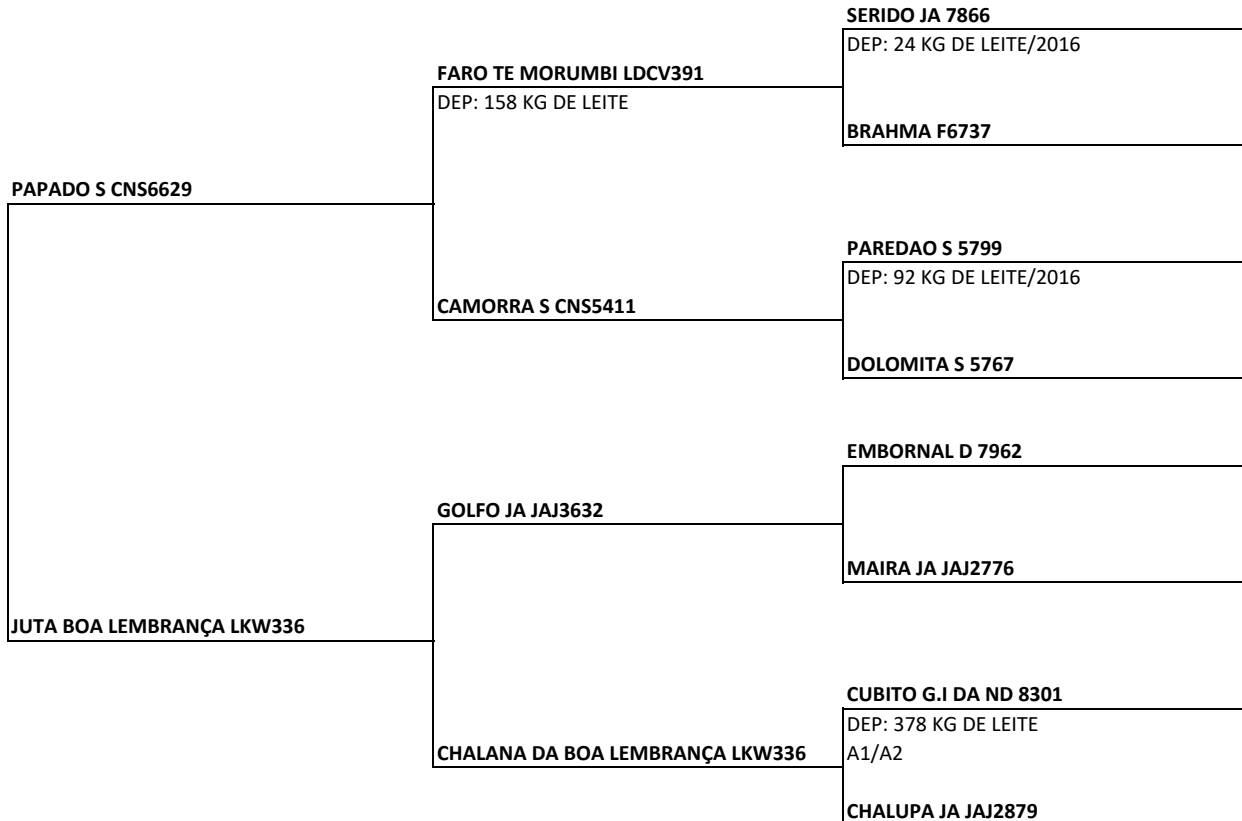 SERIDO JA 7866
DEP: 24 KG DE LEITE/2016
FARO TE MORUMBI LDCV391
DEP: 158 KG DE LEITE
BRAHMA F6737
PAPADO S CNS6629
PAREDAO S 5799
DEP: 92 KG DE LEITE/2016
CAMORRA S CNS5411
DOLOMITA S 5767
EMBORNAL D 7962
GOLFO JA JAJ3632
MAIRA JA JAJ2776
JUTA BOA LEMBRANÇA LKW336
CUBITO G.I DA ND 8301
DEP: 378 KG DE LEITE
CHALANA DA BOA LEMBRANÇA LKW336
A1/A2
CHALUPA JA JAJ2879